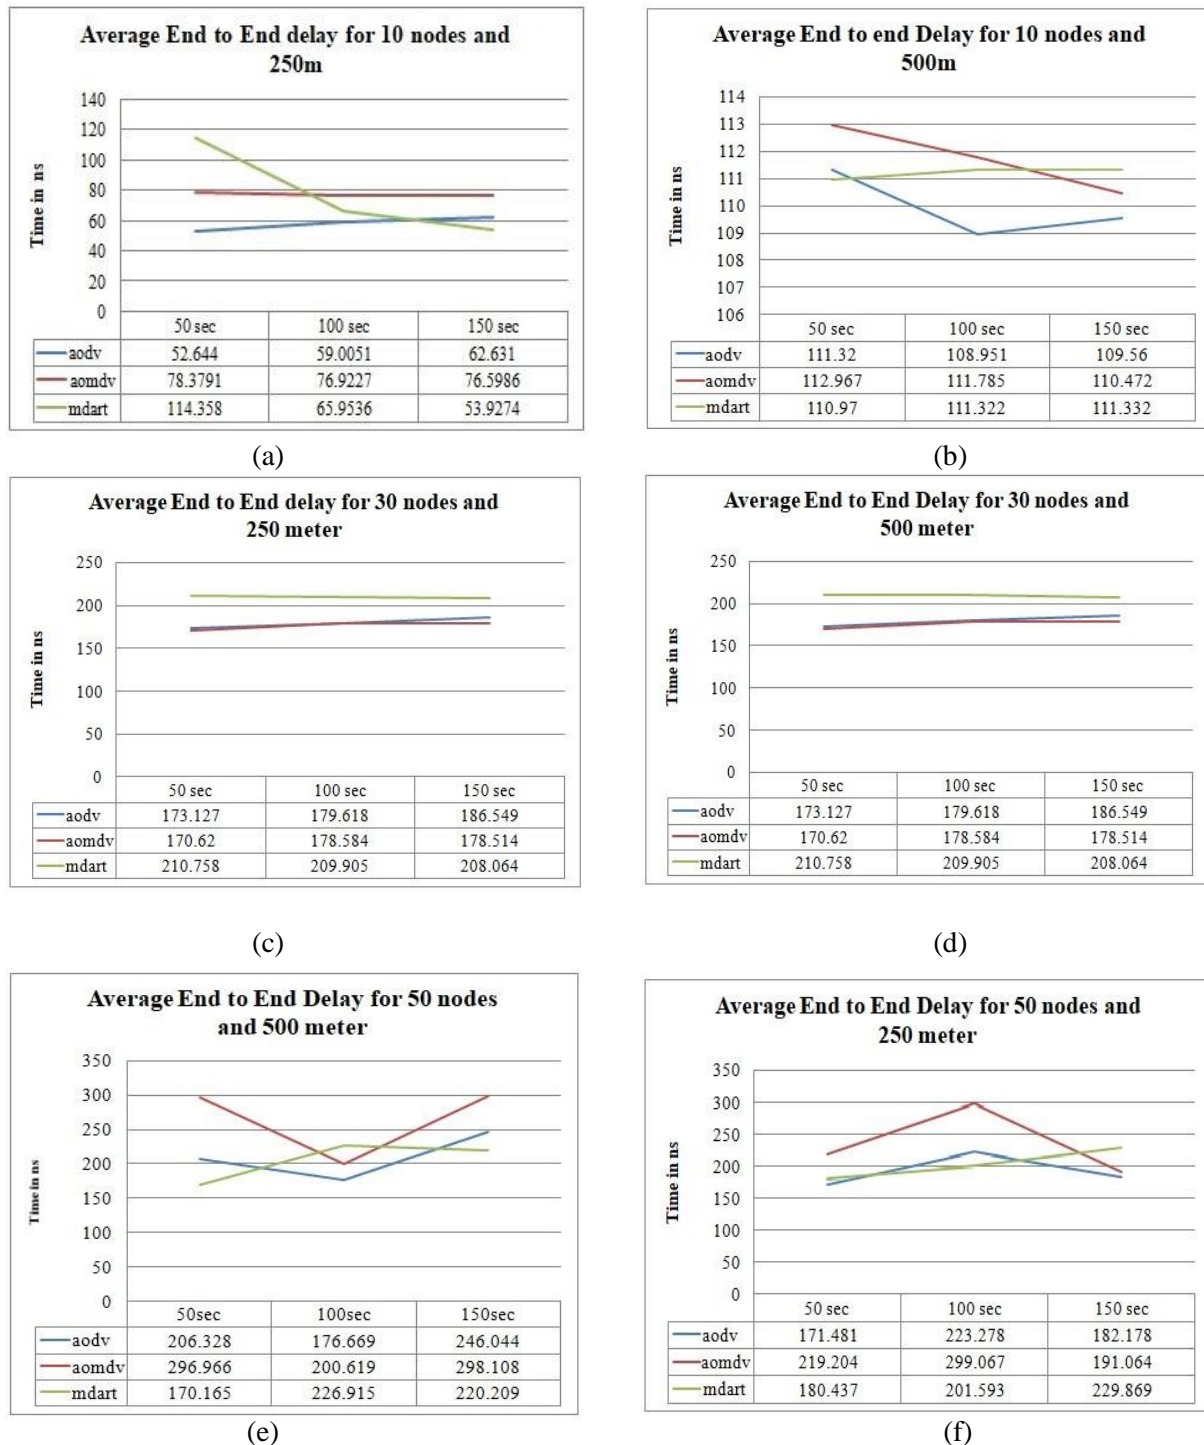 Average End to End delay for 10 nodes and
250m
Time in ns
140
120
100
80
60
40
20
0
50 sec 100 sec 150 sec
aodv 52.644 59.0051 62.631
aomdv 78.3791 76.9227 76.5986
mdart 114.358 65.9536 53.9274
(a)
Average End to end Delay for 10 nodes and
500m
Time in ns
114
113
112
111
110
109
108
107
106
50 sec 100 sec 150 sec
aodv 111.32 108.951 109.56
aomdv 112.967 111.785 110.472
mdart 110.97 111.322 111.332
(b)
Average End to End delay for 30 nodes and
250 meter
Time in ns
250
200
150
100
50
0
50 sec 100 sec 150 sec
aodv 173.127 179.618 186.549
aomdv 170.62 178.584 178.514
mdart 210.758 209.905 208.064
(c)
Average End to End Delay for 30 nodes and
500 meter
Time in ns
250
200
150
100
50
0
50 sec 100 sec 150 sec
aodv 173.127 179.618 186.549
aomdv 170.62 178.584 178.514
mdart 210.758 209.905 208.064
(d)
Average End to End Delay for 50 nodes
and 500 meter
Time in ns
350
300
250
200
150
100
50
0
50sec 100sec 150sec
aodv 206.328 176.669 246.044
aomdv 296.966 200.619 298.108
mdart 170.165 226.915 220.209
(e)
Average End to End Delay for 50 nodes and
250 meter
Time in ns
350
300
250
200
150
100
50
0
50 sec 100 sec 150 sec
aodv 171.481 223.278 182.178
aomdv 219.204 299.067 191.064
mdart 180.437 201.593 229.869
(f)